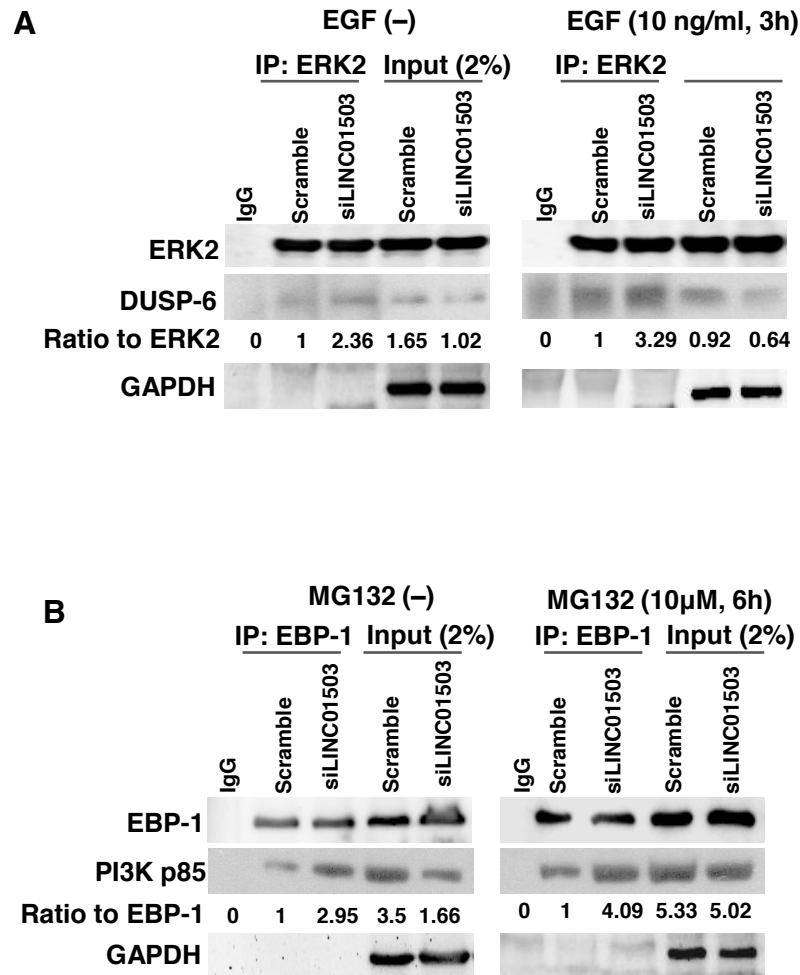 A
EGF (–)
EGF (10 ng/ml, 3h)
IP: ERK2
Input (2%)
IP: ERK2
IgG
Scramble
siLINC01503
Scramble
siLINC01503
IgG
Scramble
siLINC01503
Scramble
siLINC01503
ERK2
DUSP-6
Ratio to ERK2 0 1 2.36 1.65 1.02 0 1 3.29 0.92 0.64
GAPDH
B
MG132 (–)
MG132 (10µM, 6h)
IP: EBP-1
Input (2%)
IP: EBP-1
Input (2%)
IgG
Scramble
siLINC01503
Scramble
siLINC01503
IgG
Scramble
siLINC01503
Scramble
siLINC01503
EBP-1
PI3K p85
Ratio to EBP-1 0 1 2.95 3.5 1.66 0 1 4.09 5.33 5.02
GAPDH